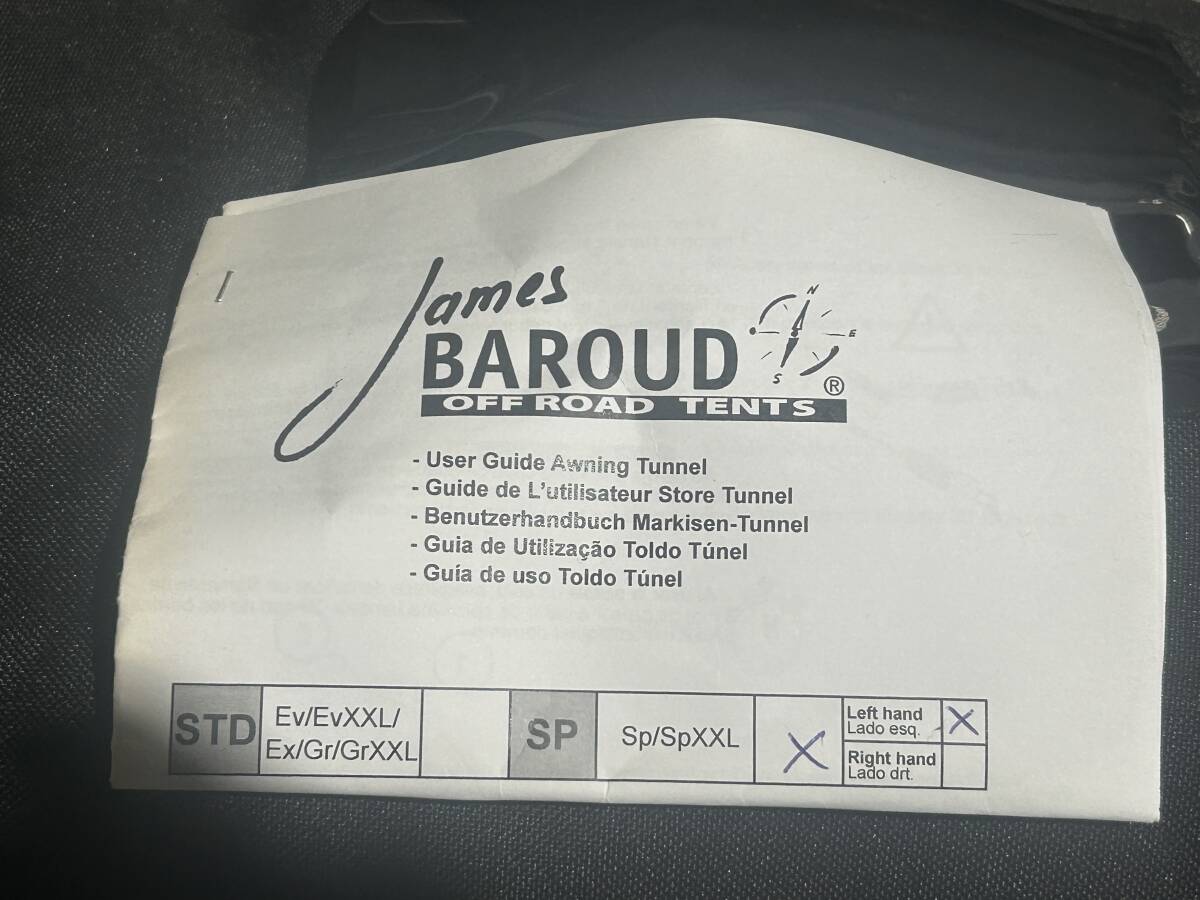 James
BAROUD ®
N
E
S
OFF ROAD TENTS
- User Guide Awning Tunnel
- Guide de L'utilisateur Store Tunnel
- Benutzerhandbuch Markisen-Tunnel
- Guia de Utilização Toldo Túnel
- Guía de uso Toldo Túnel
STD
Ev/EvXXL/
Ex/Gr/GrXXL
SP
Sp/SpXXL
X
Left hand
Lado esq.
X
Right hand
Lado drt.